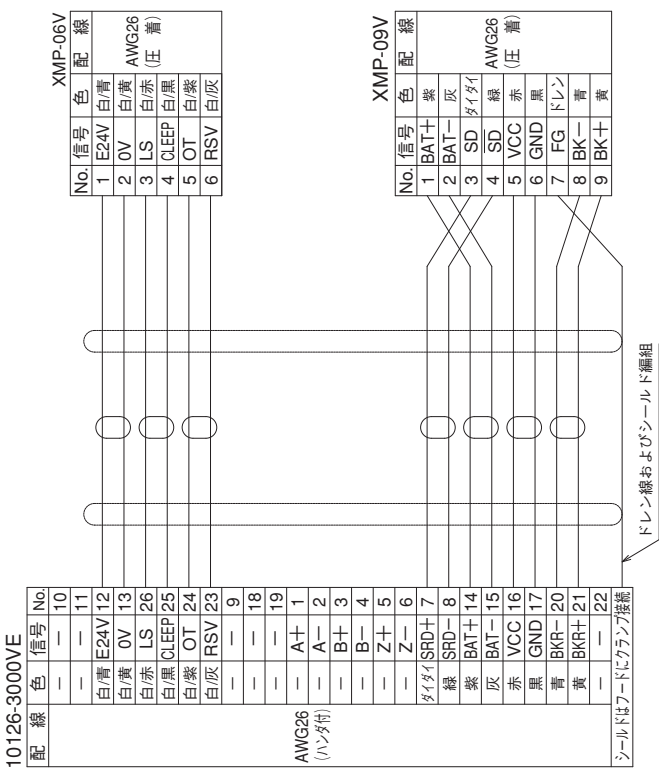 10126-3000VE
配 線 色 信号 No.
AWG26
(ハンダ付)
－ － 10
－ － 11
白/青 E24V 12
白/黄 0V 13
白/赤 LS 26
白/黒 CLEEP 25
白/紫 OT 24
白/灰 RSV 23
－ － 9
－ － 18
－ － 19
－ A＋ 1
－ A－ 2
－ B＋ 3
－ B－ 4
－ Z＋ 5
－ Z－ 6
ダイダイ SRD＋ 7
緑 SRD－ 8
紫 BAT＋ 14
灰 BAT－ 15
赤 VCC 16
黒 GND 17
青 BKR－ 20
黄 BKR＋ 21
－ － 22
シールドはフードにクランプ接続
ドレン線およびシールド編組
XMP-06V
No. 信号 色 配 線
1 E24V 白/青
2 0V 白/黄
3 LS 白/赤
4 CLEEP 白/黒
5 OT 白/紫
6 RSV 白/灰
AWG26
(圧 着)
XMP-09V
No. 信号 色 配 線
1 BAT＋ 紫
2 BAT－ 灰
3 SD ダイダイ
4 S̅D̅ 緑
5 VCC 赤
6 GND 黒
7 FG ドレン
8 BK－ 青
9 BK＋ 黄
AWG26
(圧 着)